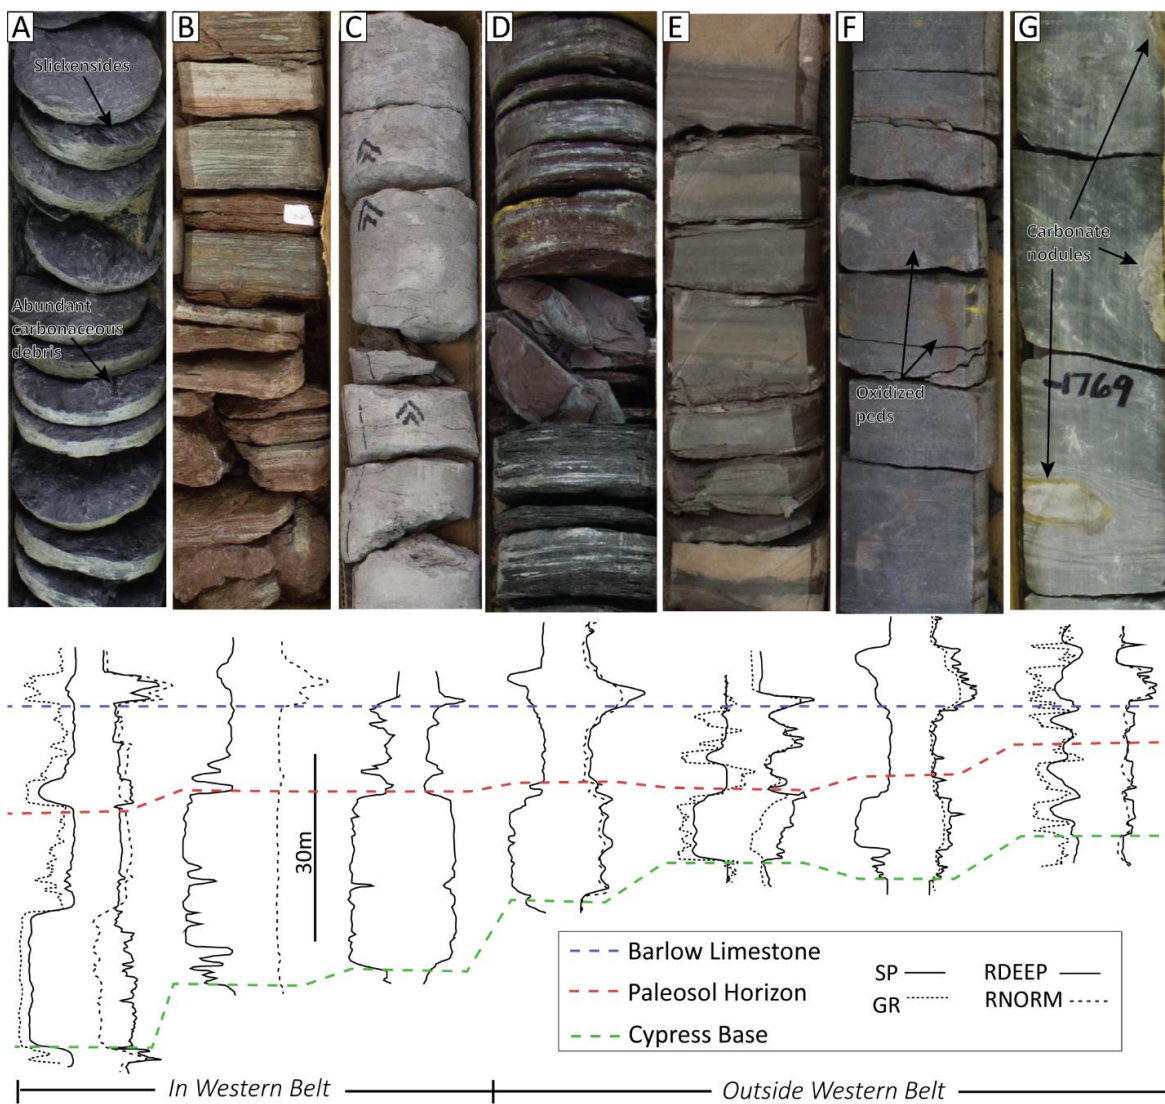 A
B
C
D
E
F
G
Slickensides
Abundant
carbonaceous
debris
Oxidized
peds
Carbonate
nodules
-1769
30m
Barlow Limestone
Paleosol Horizon
Cypress Base
SP
GR
RDEEP
RNORM
In Western Belt
Outside Western Belt